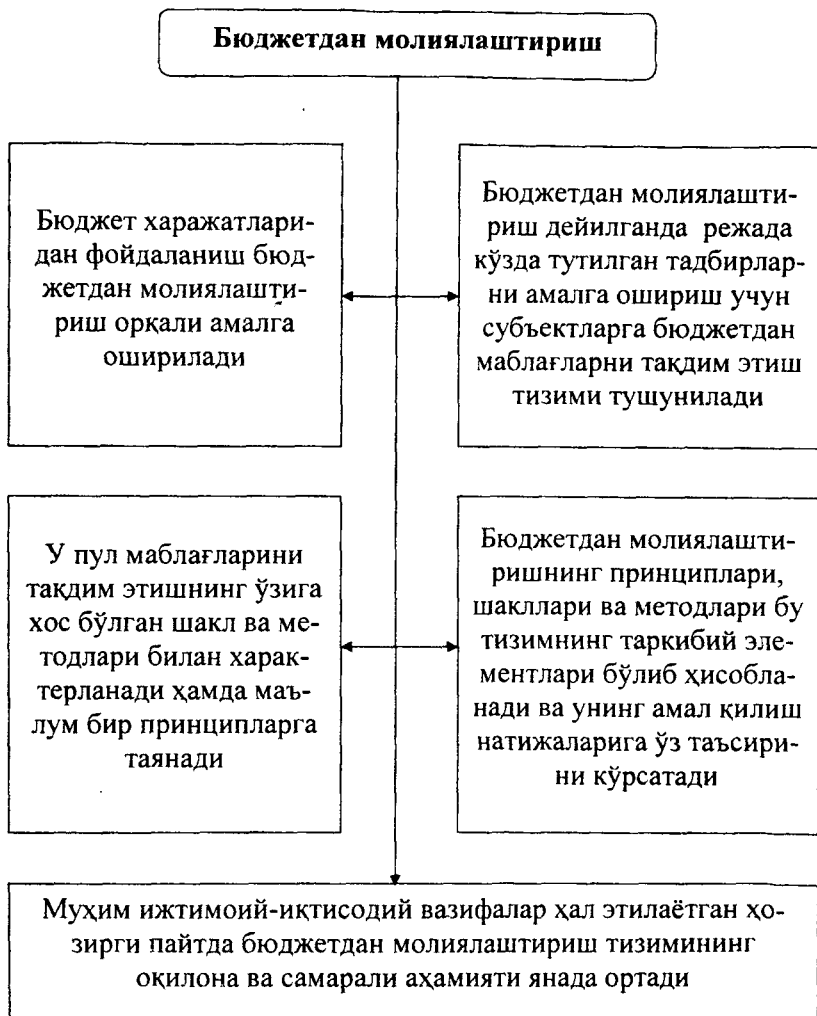 Бюджетдан молиялаштириш
Бюджет харажатлари-
дан фойдаланиш бюд-
жетдан молиялашти-
риш орқали амалга
оширилади
Бюджетдан молиялашти-
риш дейилганда режада
кўзда тутилган тадбирлар-
ни амалга ошириш учун
субъектларга бюджетдан
маблағларни тақдим этиш
тизими тушунилади
У пул маблағларини
тақдим этишнинг ўзига
хос бўлган шакл ва ме-
тодлари билан харак-
терланади ҳамда маъ-
лум бир принципларга
таянади
Бюджетдан молиялашти-
ришнинг принциплари,
шакллари ва методлари бу
тизимнинг таркибий эле-
ментлари бўлиб ҳисобла-
нади ва унинг амал қилиш
натижаларига ўз таъсири-
ни кўрсатади
Муҳим ижтимоий-иқтисодий вазифалар ҳал этилаётган ҳо-
зирги пайтда бюджетдан молиялаштириш тизимининг
оқилона ва самарали аҳамияти янада ортади